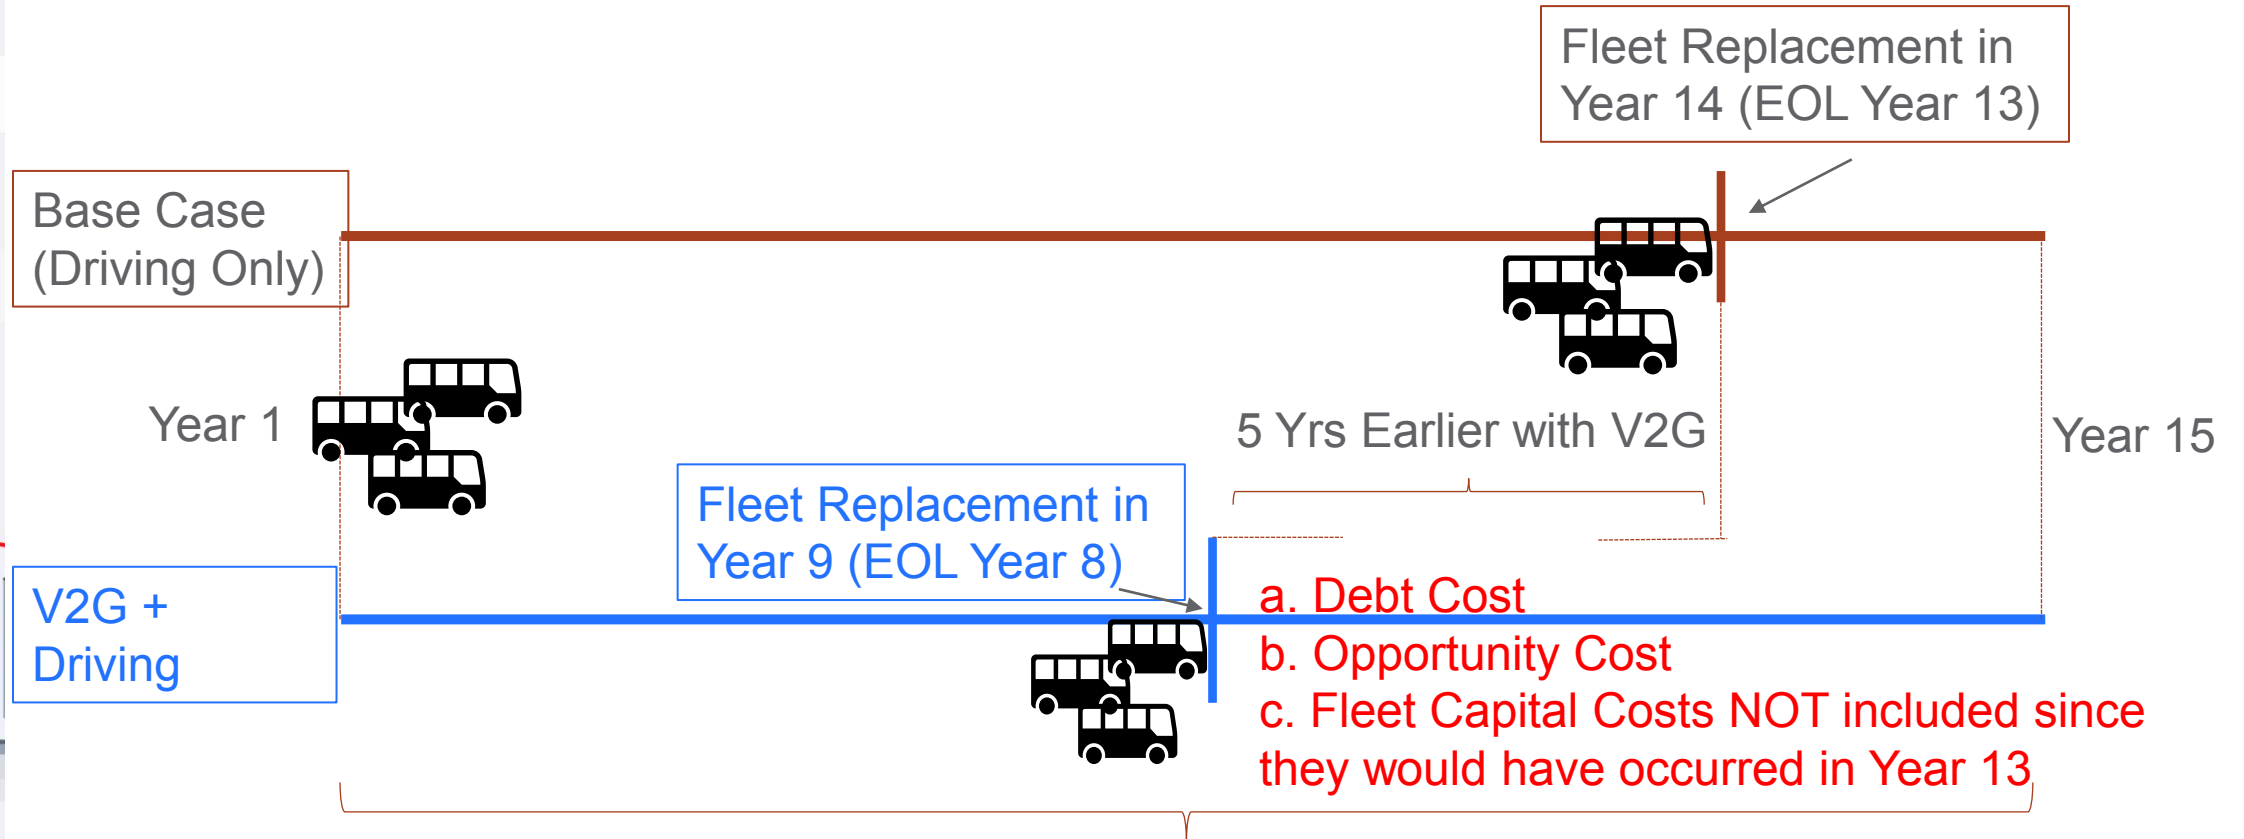 Fleet Replacement in
Year 14 (EOL Year 13)
Base Case
(Driving Only)
Year 1
5 Yrs Earlier with V2G
Year 15
Fleet Replacement in
Year 9 (EOL Year 8)
V2G +
Driving
a. Debt Cost
b. Opportunity Cost
c. Fleet Capital Costs NOT included since
they would have occurred in Year 13